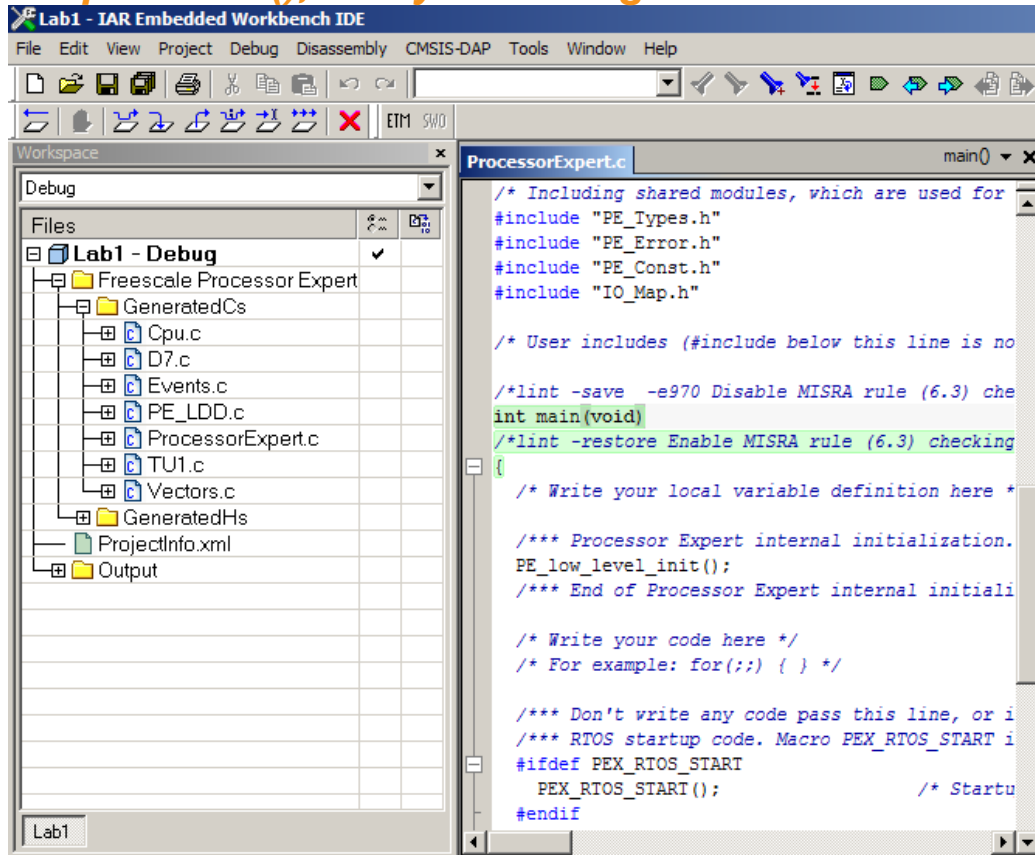 Lab1 - IAR Embedded Workbench IDE
File Edit View Project Debug Disassembly CMSIS-DAP Tools Window Help
ETM SWO
Workspace
Debug
Files
Lab1 - Debug
Freescale Processor Expert
GeneratedCs
Cpu.c
D7.c
Events.c
PE_LDD.c
ProcessorExpert.c
TU1.c
Vectors.c
GeneratedHs
ProjectInfo.xml
Output
Lab1
ProcessorExpert.c
main()
/* Including shared modules, which are used for
#include "PE_Types.h"
#include "PE_Error.h"
#include "PE_Const.h"
#include "IO_Map.h"
/* User includes (#include below this line is no
/*lint -save -e970 Disable MISRA rule (6.3) che
int main(void)
/*lint -restore Enable MISRA rule (6.3) checking
{
/* Write your local variable definition here *
/*** Processor Expert internal initialization.
PE_low_level_init();
/*** End of Processor Expert internal initiali
/* Write your code here */
/* For example: for(;;) { } */
/*** Don't write any code pass this line, or i
/*** RTOS startup code. Macro PEX_RTOS_START i
#ifdef PEX_RTOS_START
PEX_RTOS_START(); /* Startu
#endif